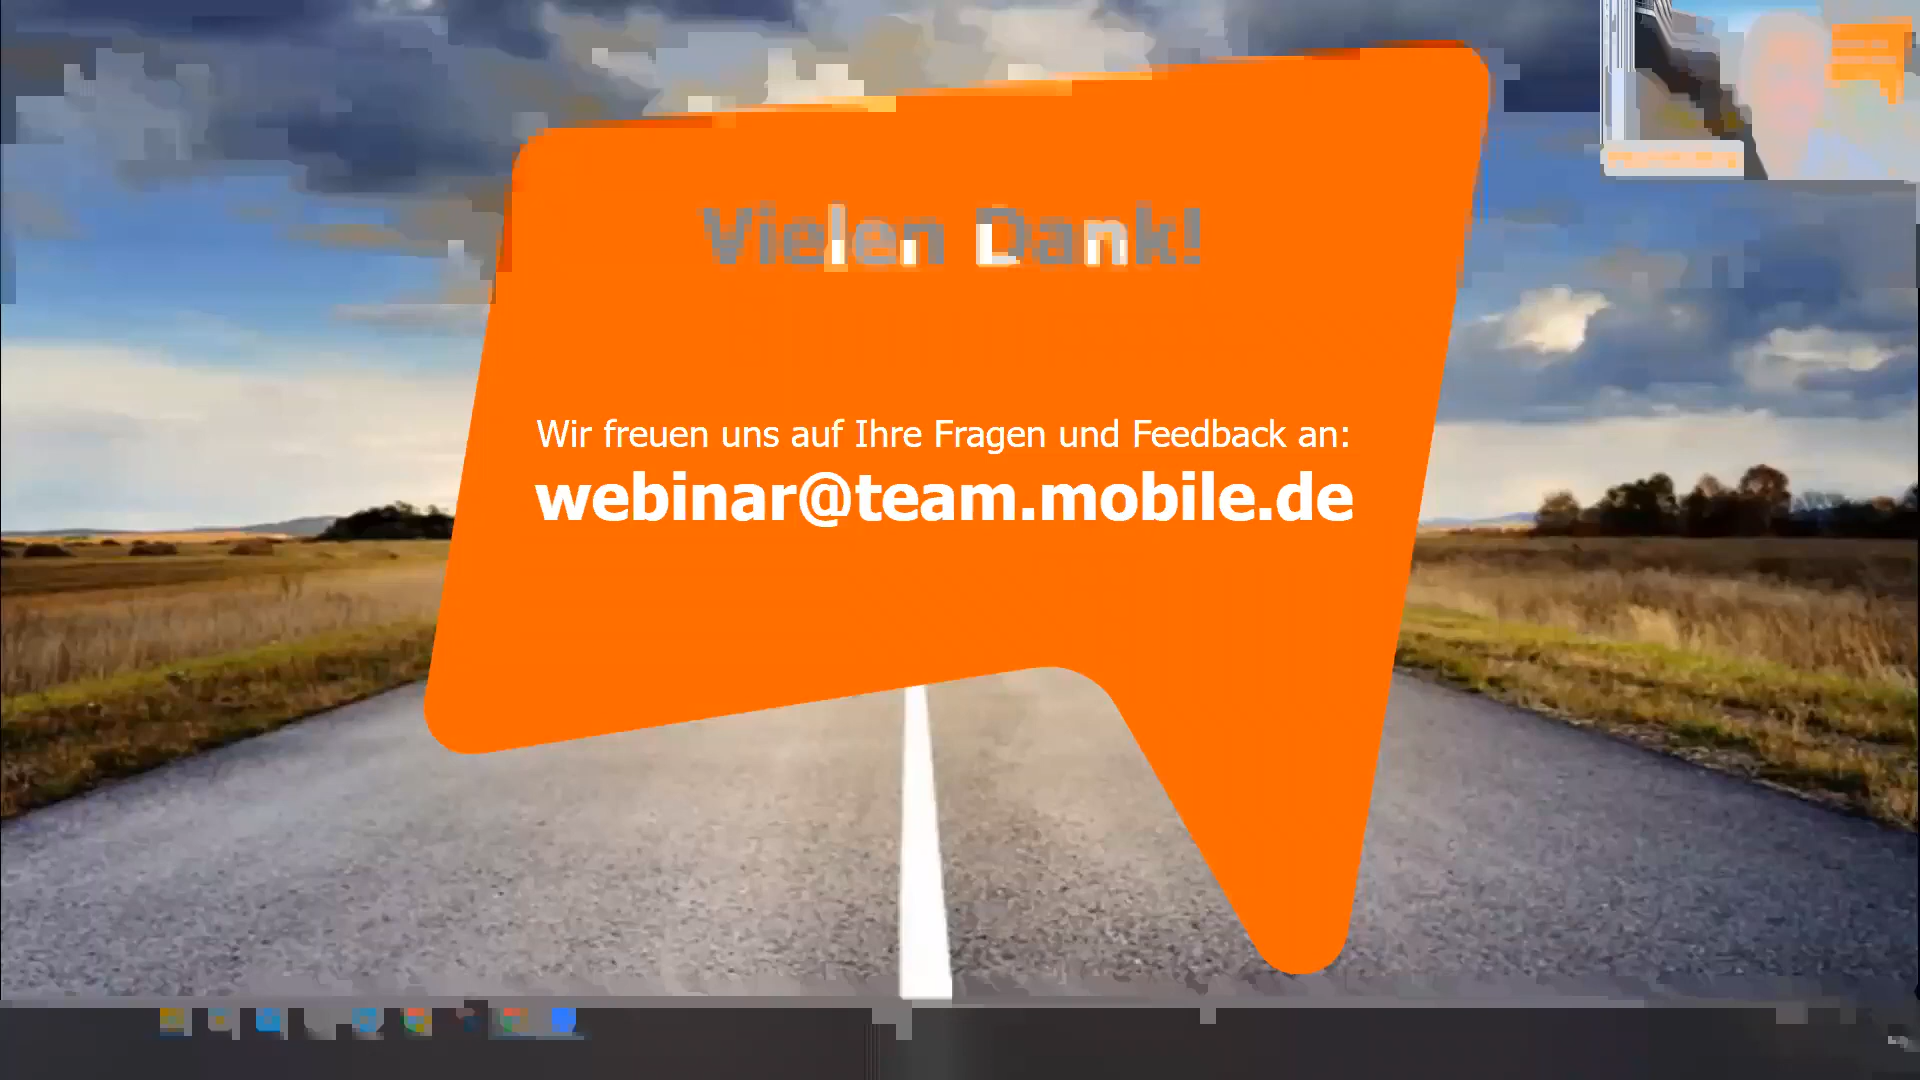 Vielen Dank!
Wir freuen uns auf Ihre Fragen und Feedback an:
webinar@team.mobile.de